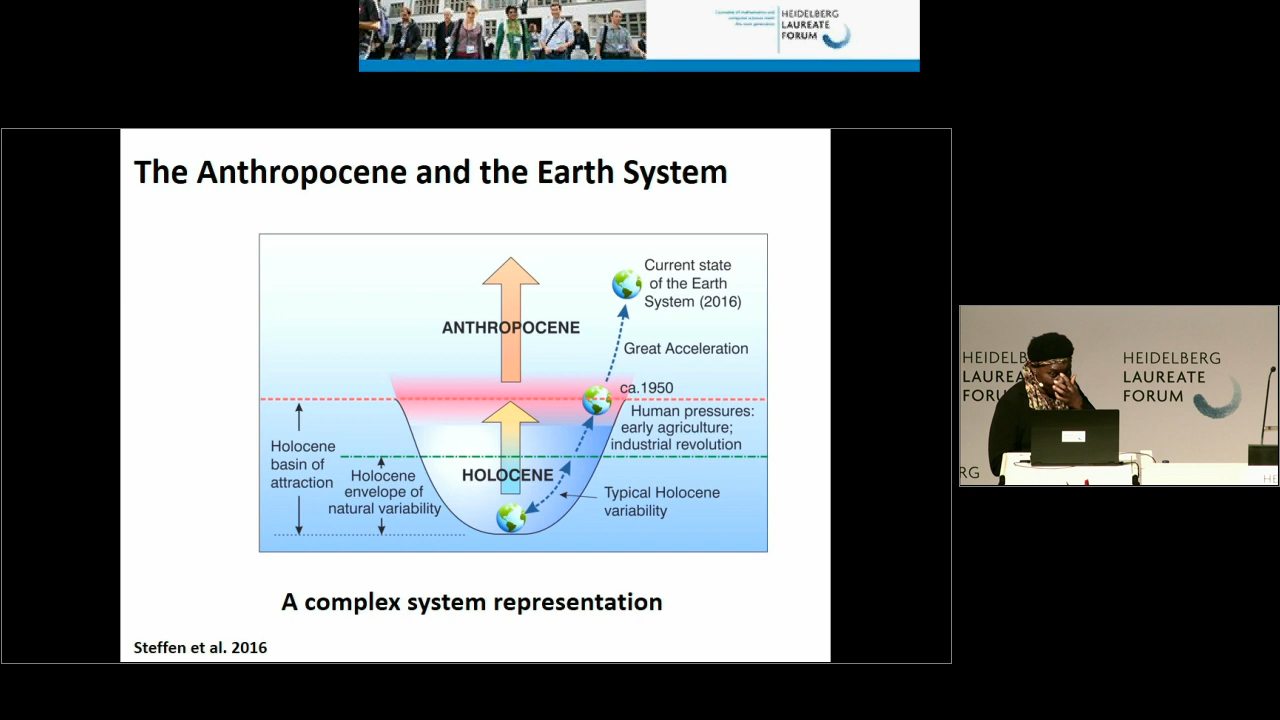 HEIDELBERG
LAUREATE
FORUM
The Anthropocene and the Earth System
Current state
of the Earth
System (2016)
ANTHROPOCENE
Great Acceleration
ca.1950
Human pressures:
early agriculture;
industrial revolution
Holocene
basin of
attraction
Holocene
envelope of
natural variability
HOLOCENE
Typical Holocene
variability
A complex system representation
Steffen et al. 2016
HEIDELB
LAUREA
FORUM
HEIDELBERG
LAUREATE
FORUM
RG
HE